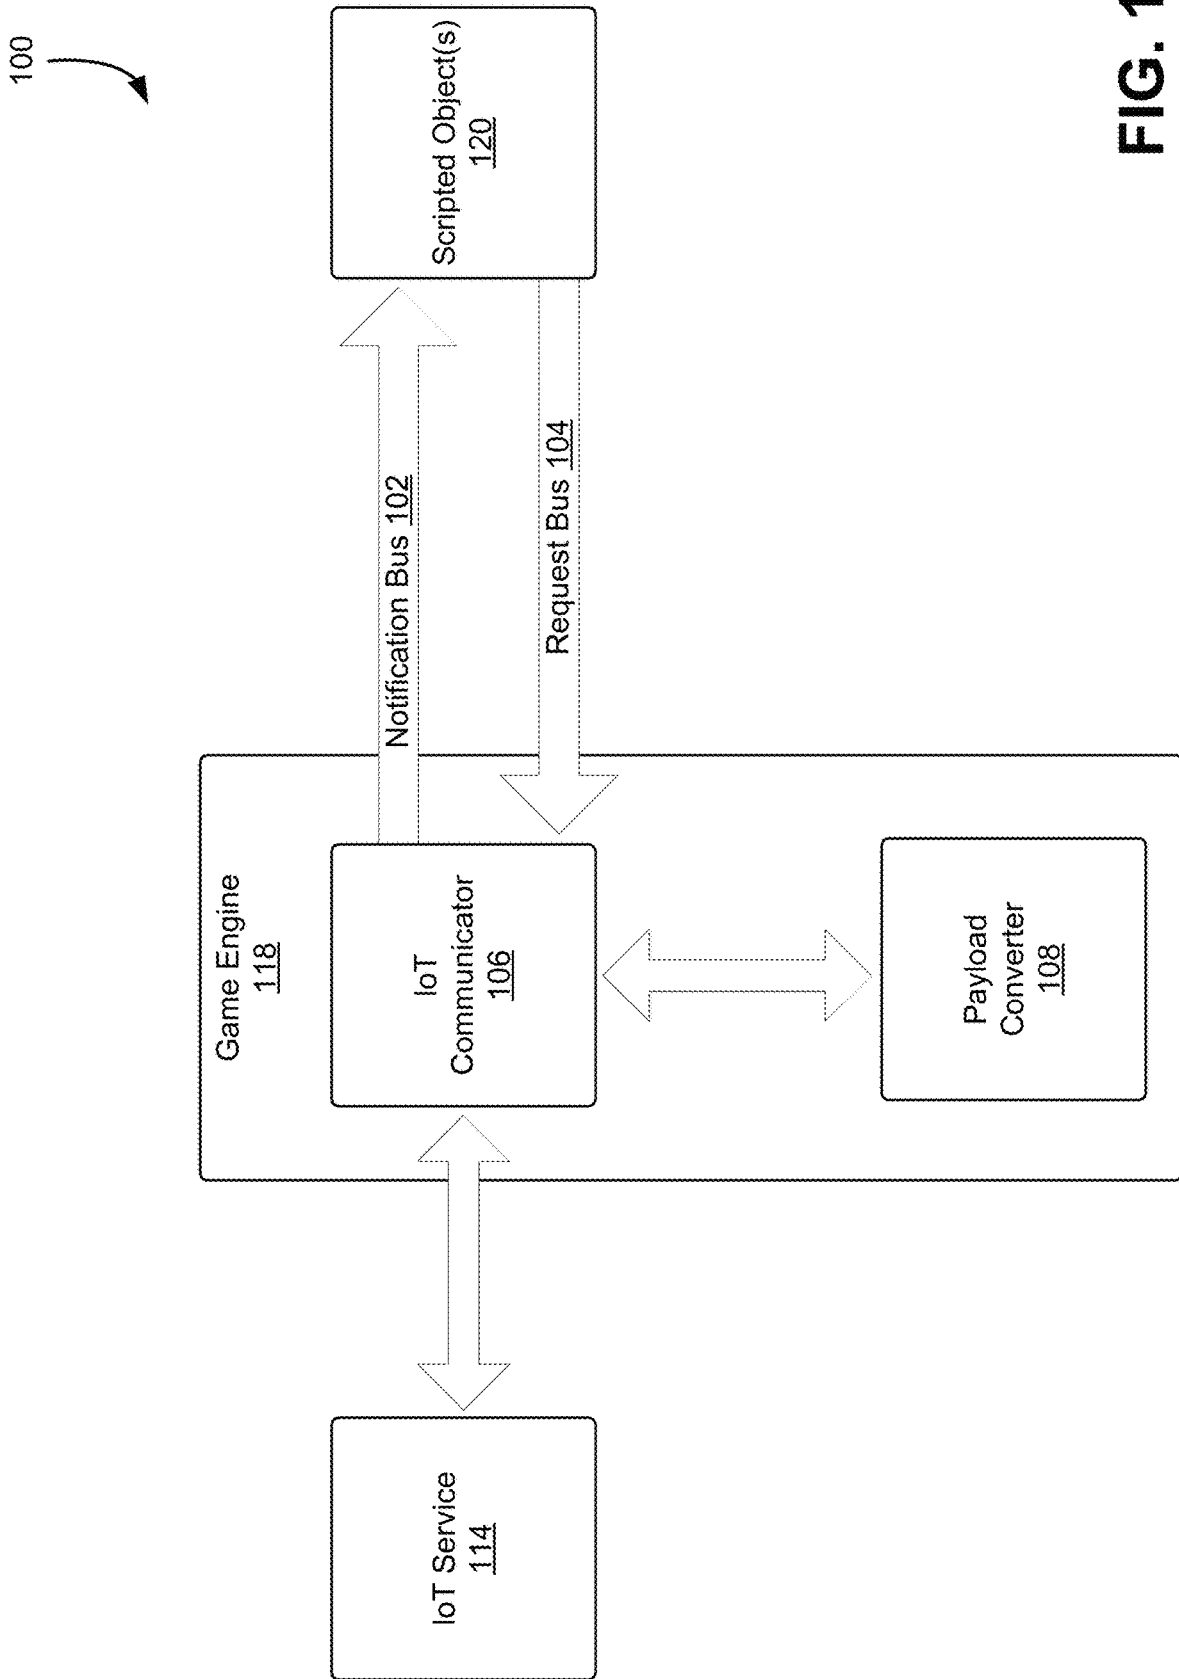 100
IoT Service
114
Game Engine
118
IoT
Communicator
106
Payload
Converter
108
Notification Bus 102
Request Bus 104
Scripted Object(s)
120
FIG. 1